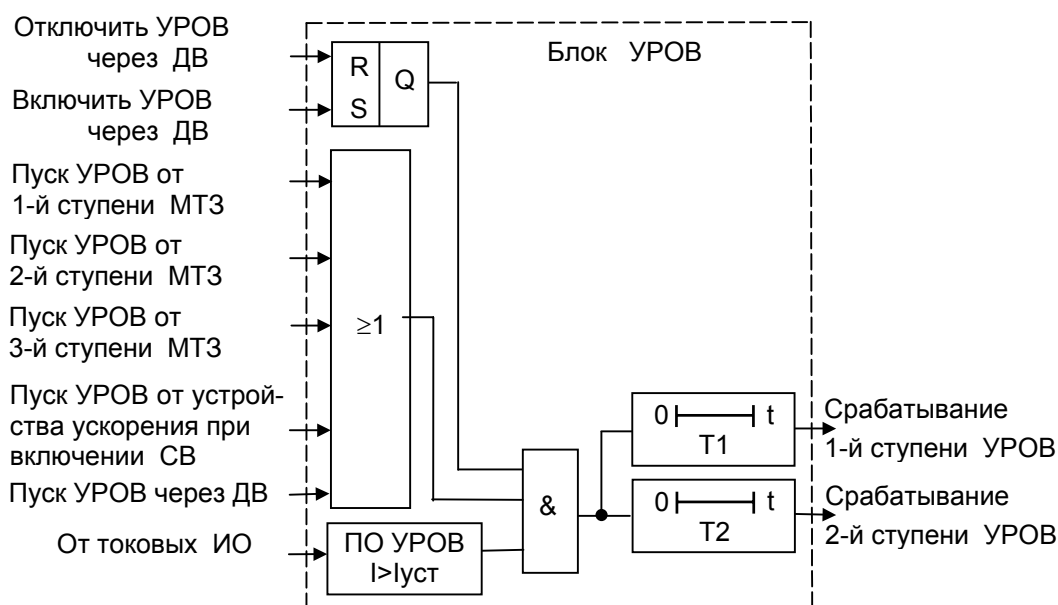 Отключить УРОВ
через ДВ
Блок УРОВ
R
Q
S
Включить УРОВ
через ДВ
Пуск УРОВ от
1-й ступени МТЗ
Пуск УРОВ от
2-й ступени МТЗ
Пуск УРОВ от
3-й ступени МТЗ
≥1
Пуск УРОВ от устрой-
ства ускорения при
включении СВ
Пуск УРОВ через ДВ
От токовых ИО
ПО УРОВ
I>Iуст
&
0 t
Т1
Срабатывание
1-й ступени УРОВ
0 t
Т2
Срабатывание
2-й ступени УРОВ